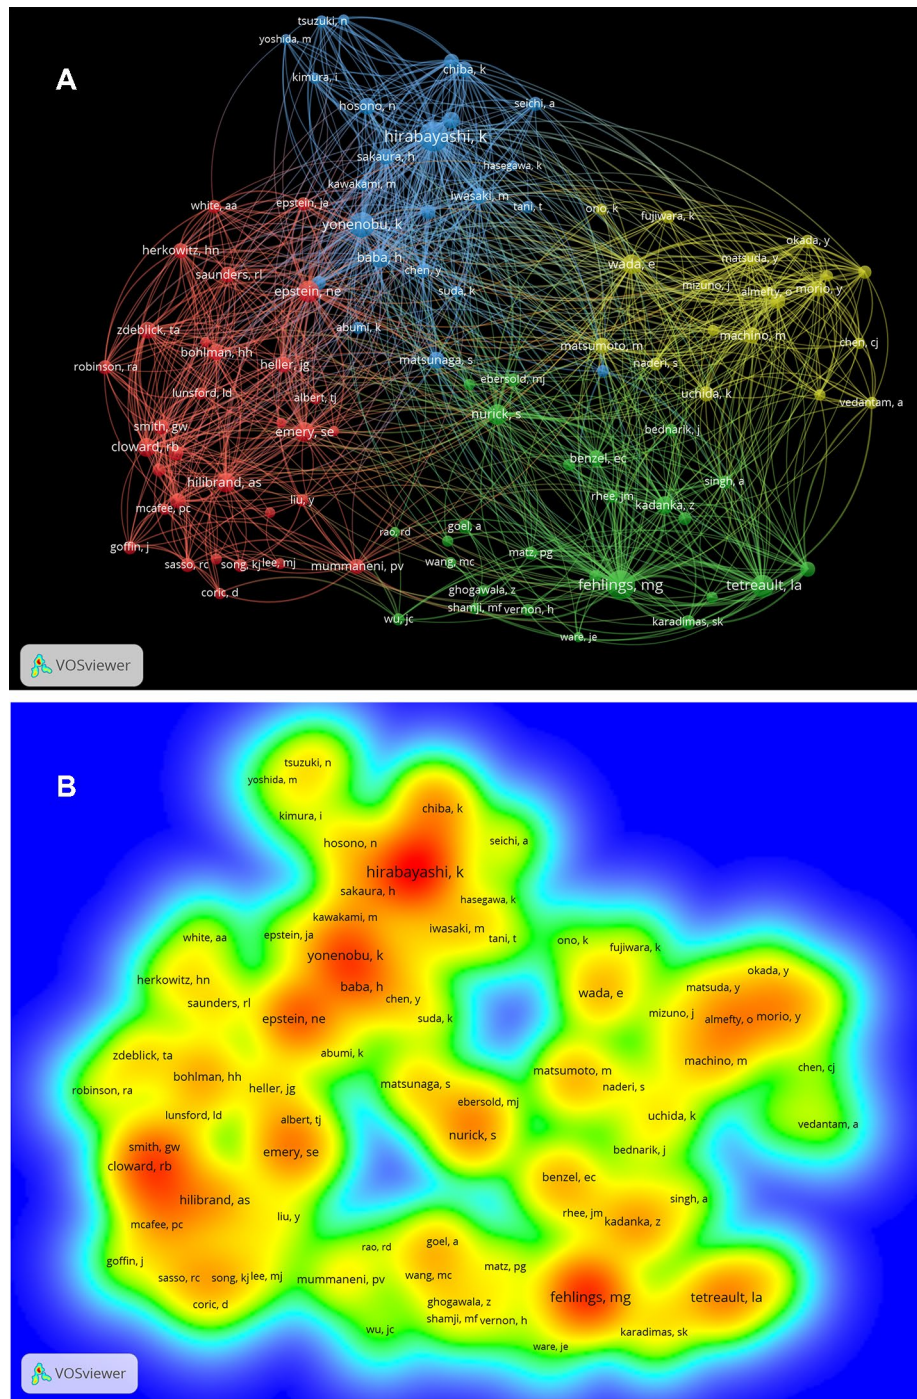 tsuzuki, n
yoshida, m
A
chiba, k
kimura, i
hosono, n
seichi, a
hirabayashi, k
sakaura, h
hasegawa, k
kawakami, m
iwasaki, m
white, aa
epstein, ja
tani, t
ono, k
fujiwara, k
yonenobu, k
okada, y
herkowitz, hn
baba, h
matsuda, y
saunders, rl
chen, y
wada, e
mizuno, j
epstein, ne
suda, k
almefty, o
morio, y
zdeblick, ta
abumi, k
machino, m
bohlman, hh
matsumoto, m
chen, cj
robinson, ra
heller, jg
matsunaga, s
naderi, s
ebersold, mj
lunsford, ld
albert, tj
uchida, k
vedantam, a
nurick, s
smith, gw
emery, se
bednarik, j
cloward, rb
benzel, ec
hilibrand, as
singh, a
liu, y
rhee, jm
kadanka, z
mcafee, pc
goel, a
rao, rd
goffin, j
matz, pg
sasso, rc
song, kj
lee, mj
mummaneni, pv
wang, mc
fehlings, mg
tetreault, la
coric, d
ghogawala, z
shamji, mf
vernon, h
wu, jc
karadimas, sk
ware, je
VOSviewer
tsuzuki, n
yoshida, m
B
chiba, k
kimura, i
hosono, n
seichi, a
hirabayashi, k
sakaura, h
hasegawa, k
kawakami, m
iwasaki, m
white, aa
epstein, ja
tani, t
ono, k
fujiwara, k
yonenobu, k
okada, y
herkowitz, hn
baba, h
matsuda, y
saunders, rl
chen, y
wada, e
mizuno, j
epstein, ne
suda, k
almefty, o
morio, y
zdeblick, ta
abumi, k
machino, m
bohlman, hh
matsumoto, m
chen, cj
robinson, ra
heller, jg
matsunaga, s
naderi, s
ebersold, mj
lunsford, ld
albert, tj
uchida, k
vedantam, a
nurick, s
smith, gw
emery, se
bednarik, j
cloward, rb
benzel, ec
hilibrand, as
singh, a
liu, y
rhee, jm
kadanka, z
mcafee, pc
goel, a
rao, rd
goffin, j
matz, pg
sasso, rc
song, kj
lee, mj
mummaneni, pv
wang, mc
fehlings, mg
tetreault, la
coric, d
ghogawala, z
shamji, mf
vernon, h
wu, jc
karadimas, sk
ware, je
VOSviewer